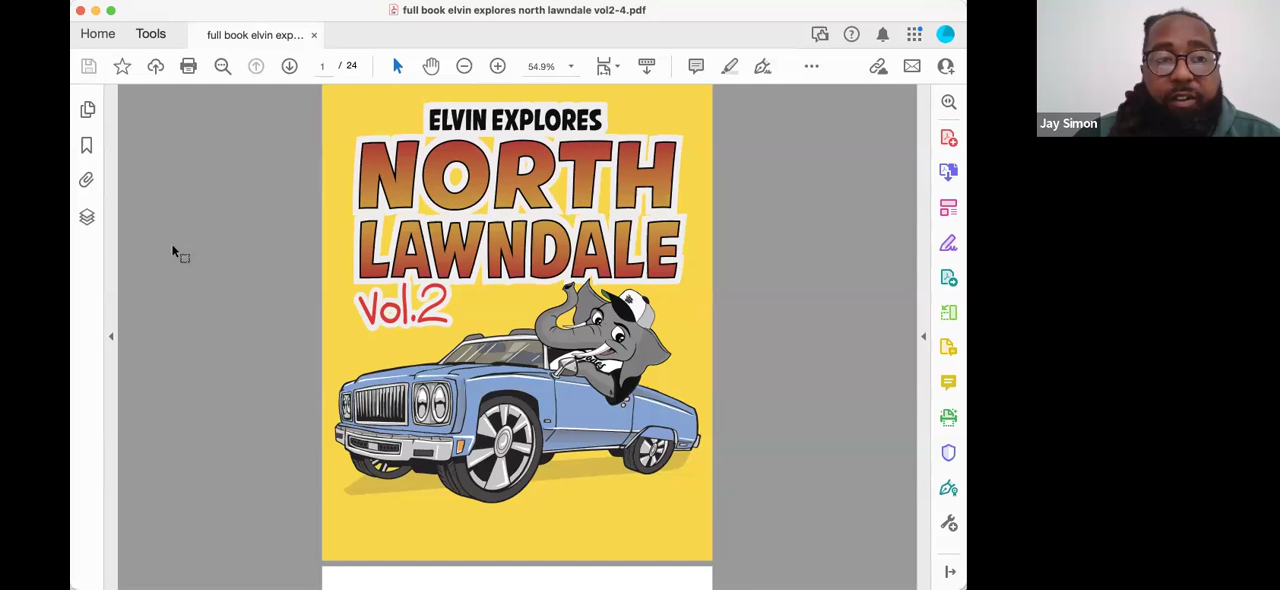 full book elvin explores north lawndale vol2-4.pdf
Home
Tools
full book elvin exp...
1 / 24
54.9%
ELVIN EXPLORES
NORTH
LAWNDALE
Vol.2
Jay Simon